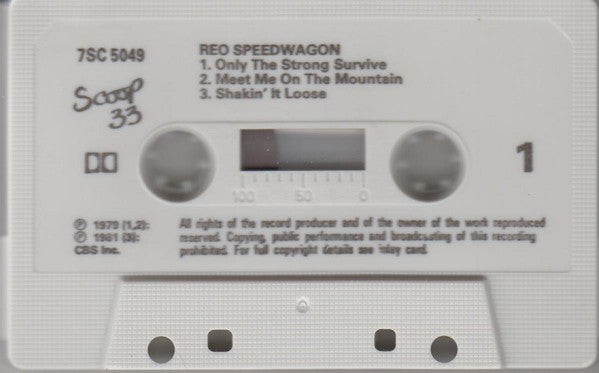 7SC 5049
Scoop
33
REO SPEEDWAGON
1. Only The Strong Survive
2. Meet Me On The Mountain
3. Shakin' It Loose
1
100 50 0
℗ 1979 (1,2):
℗ 1981 (3):
CBS Inc.
All rights of the record producer and of the owner of the work reproduced
reserved. Copying, public performance and broadcasting of this recording
prohibited. For full copyright details see inlay card.